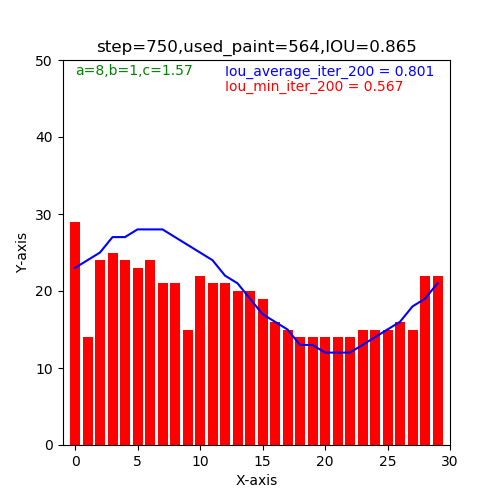 step=750,used_paint=564,IOU=0.865
a=8,b=1,c=1.57
Iou_average_iter_200 = 0.801
Iou_min_iter_200 = 0.567
Y-axis
50
40
30
20
10
0
0 5 10 15 20 25 30
X-axis